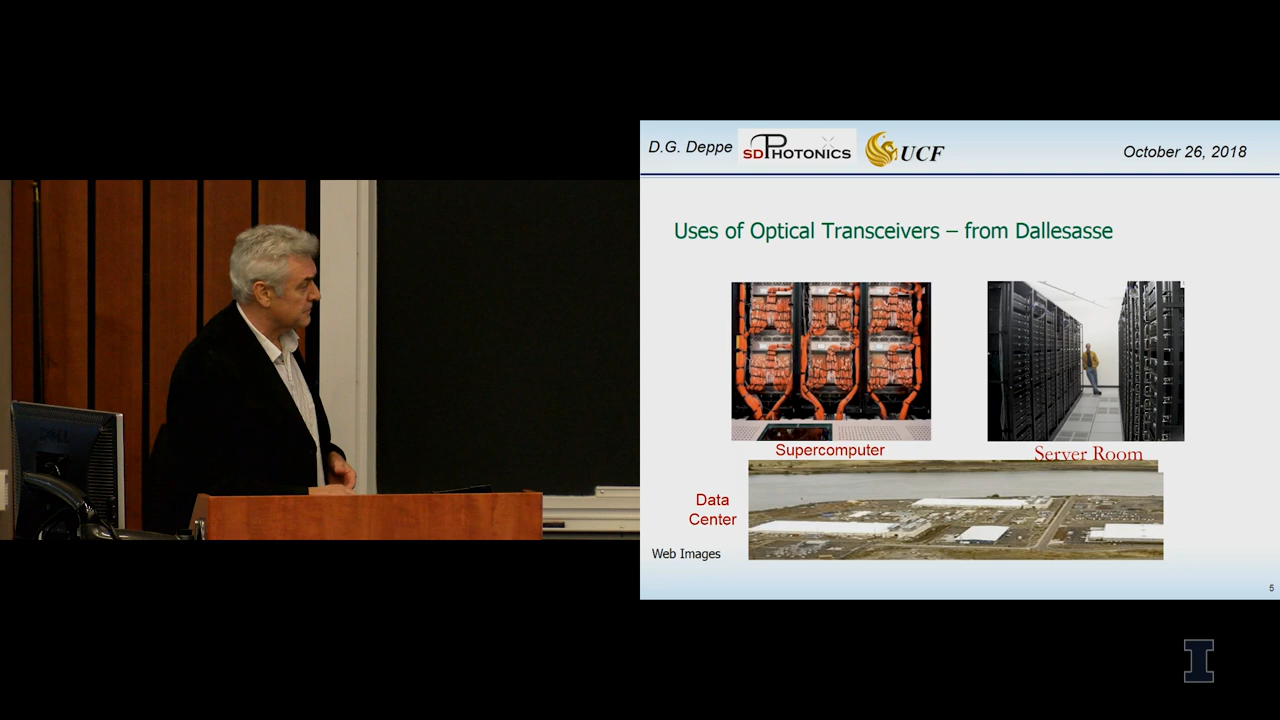 D.G. Deppe
SDPHOTONICS
UCF
October 26, 2018
Uses of Optical Transceivers – from Dallesasse
Supercomputer
Server Room
Data
Center
Web Images
5
DELL
I